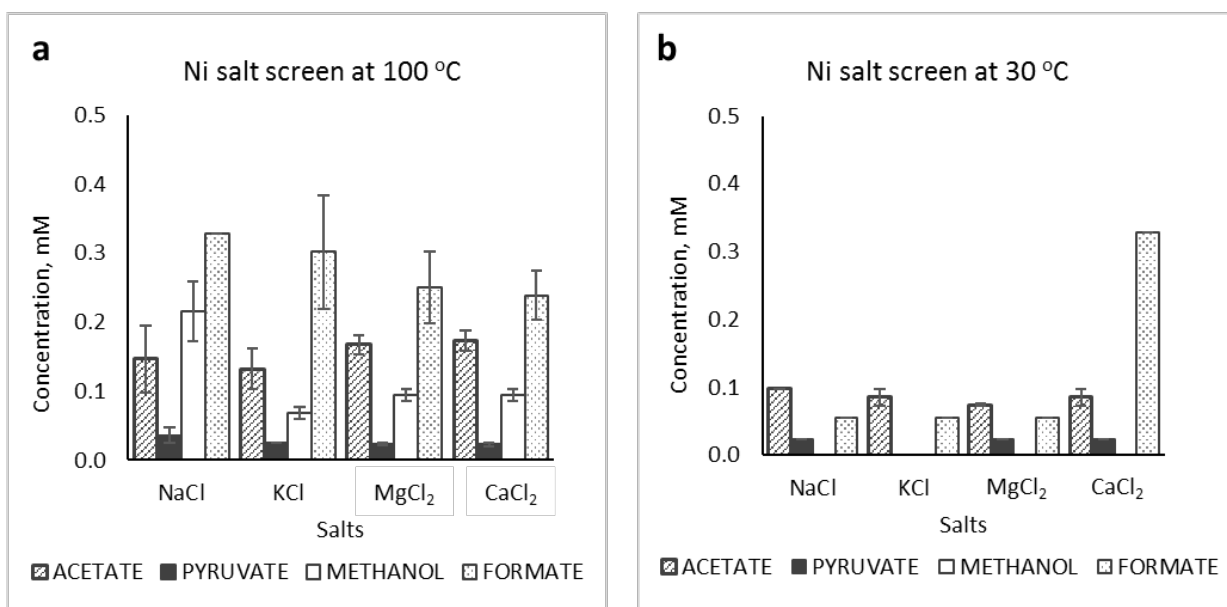 a
Ni salt screen at 100 °C
0.5
0.4
0.3
0.2
0.1
0.0
Concentration, mM
NaCl KCl MgCl₂ CaCl₂
Salts
ACETATE PYRUVATE METHANOL FORMATE
b
Ni salt screen at 30 °C
0.5
0.4
0.3
0.2
0.1
0.0
Concentration, mM
NaCl KCl MgCl₂ CaCl₂
Salts
ACETATE PYRUVATE METHANOL FORMATE